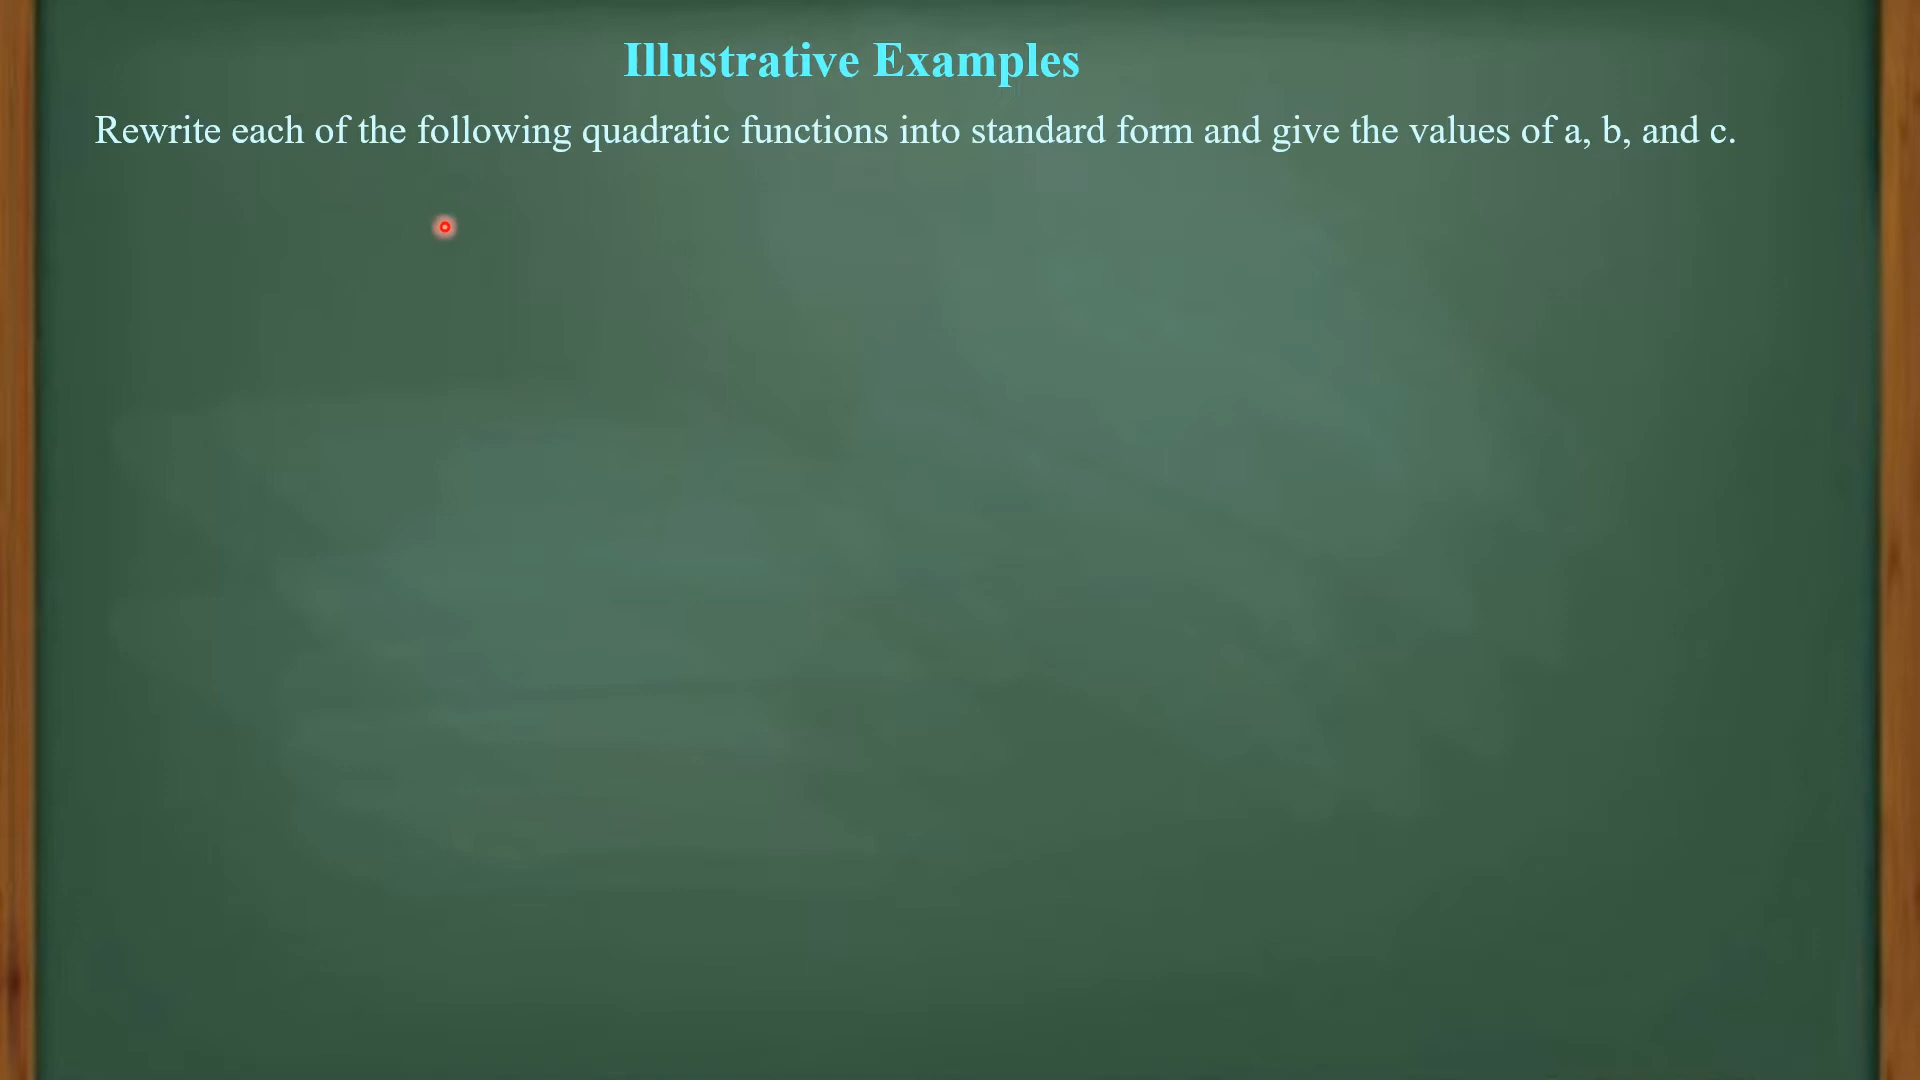 Illustrative Examples
Rewrite each of the following quadratic functions into standard form and give the values of a, b, and c.